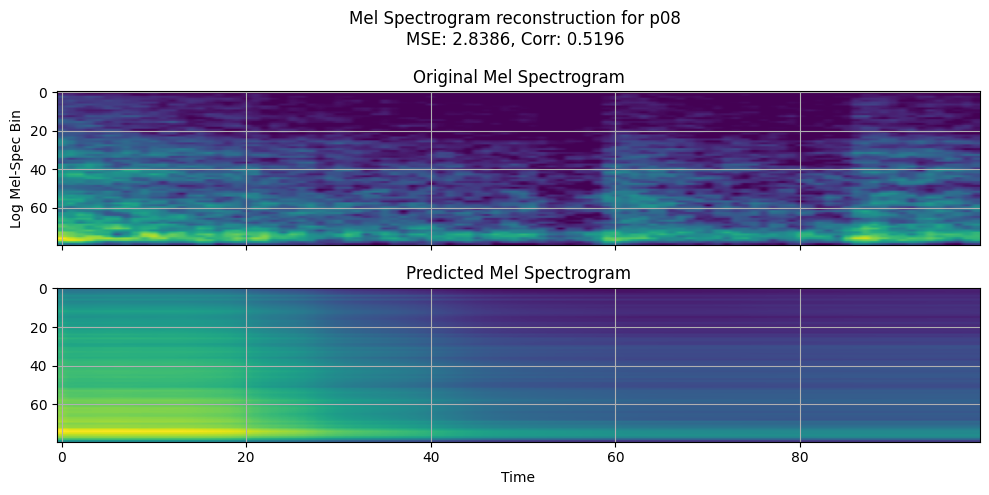 Mel Spectrogram reconstruction for p08
MSE: 2.8386, Corr: 0.5196
Original Mel Spectrogram
Log Mel-Spec Bin
0
20
40
60
Predicted Mel Spectrogram
0
20
40
60
0 20 40 60 80
Time